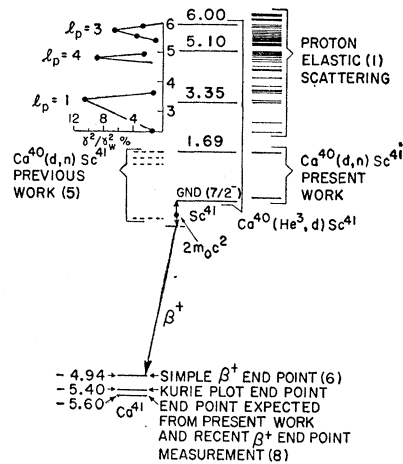 ℓp = 3
6
6.00
5.10
ℓp = 4
5
4
ℓp = 1
3
3.35
12 8 4
γ²/γ²w %
PROTON
ELASTIC (1)
SCATTERING
1.69
Ca⁴⁰(d,n) Sc⁴¹
PREVIOUS
WORK (5)
Ca⁴⁰(d,n) Sc⁴¹
PRESENT
WORK
GND (7/2⁻)
Sc⁴¹
Ca⁴⁰(He³, d) Sc⁴¹
2m₀c²
β⁺
- 4.94
SIMPLE β⁺ END POINT (6)
- 5.40
KURIE PLOT END POINT
- 5.60
Ca⁴¹
END POINT EXPECTED
FROM PRESENT WORK
AND RECENT β⁺ END POINT
MEASUREMENT (8)